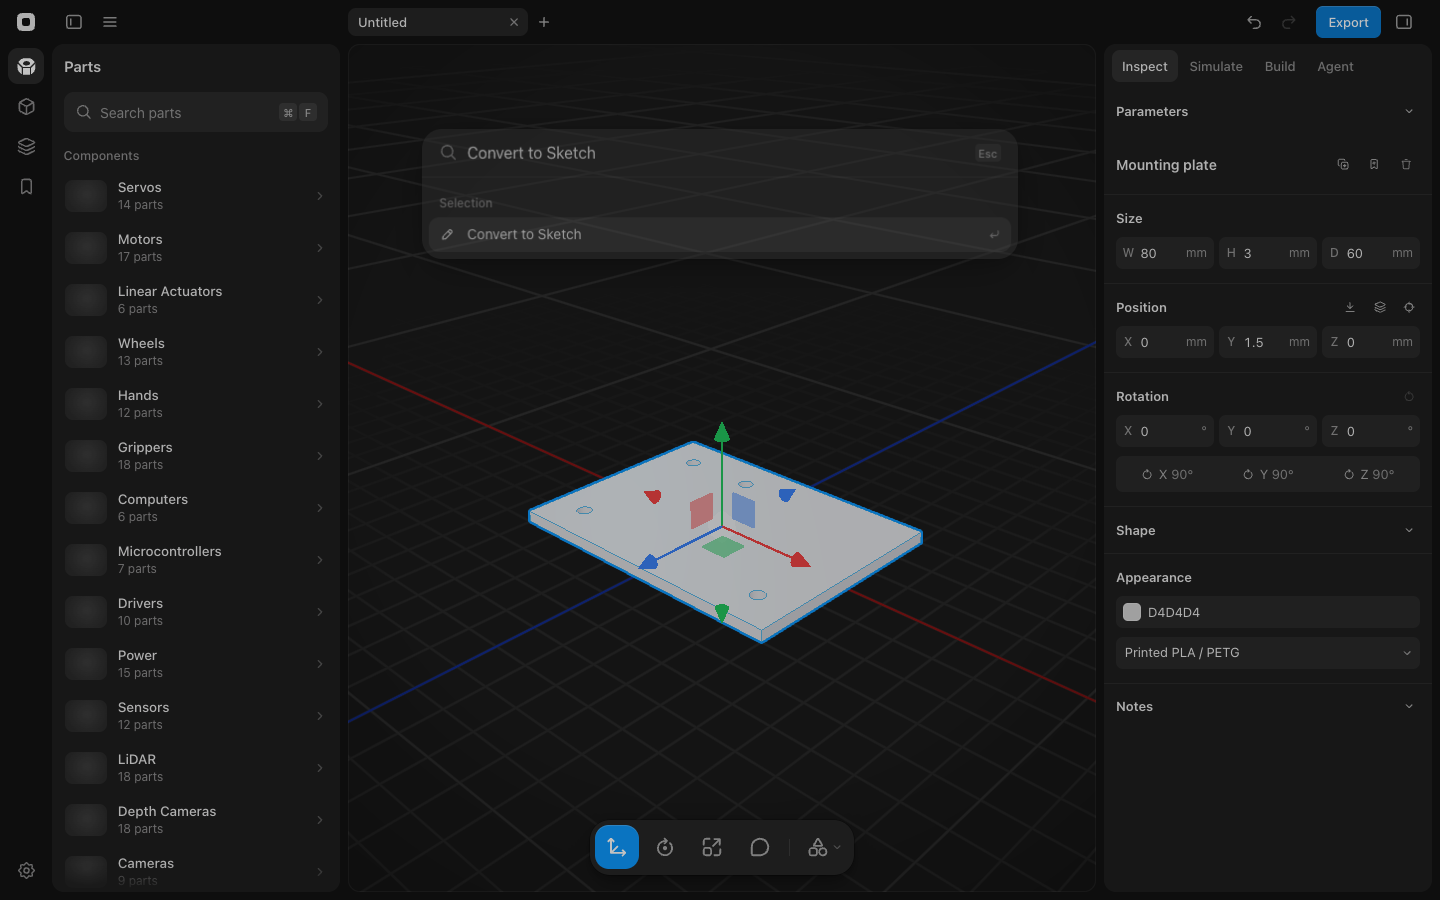 Untitled
Export
Parts
Search parts
⌘ F
Components
Servos
14 parts
Motors
17 parts
Linear Actuators
6 parts
Wheels
13 parts
Hands
12 parts
Grippers
18 parts
Computers
6 parts
Microcontrollers
7 parts
Drivers
10 parts
Power
15 parts
Sensors
12 parts
LiDAR
18 parts
Depth Cameras
18 parts
Cameras
9 parts
Convert to Sketch
Esc
Selection
Convert to Sketch
Inspect Simulate Build Agent
Parameters
Mounting plate
Size
W 80 mm H 3 mm D 60 mm
Position
X 0 mm Y 1.5 mm Z 0 mm
Rotation
X 0 ° Y 0 ° Z 0 °
X 90° Y 90° Z 90°
Shape
Appearance
D4D4D4
Printed PLA / PETG
Notes